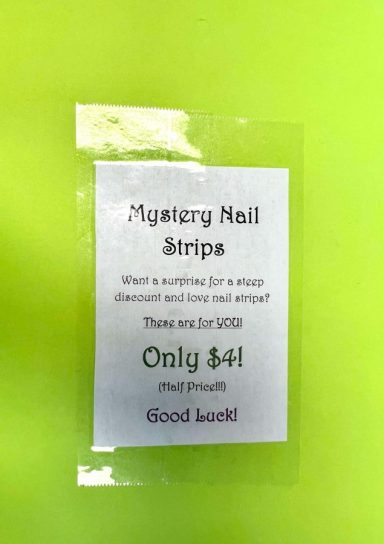 Mystery Nail
Strips
Want a surprise for a steep
discount and love nail strips?
These are for YOU!
Only $4!
(Half Price!!!)
Good Luck!